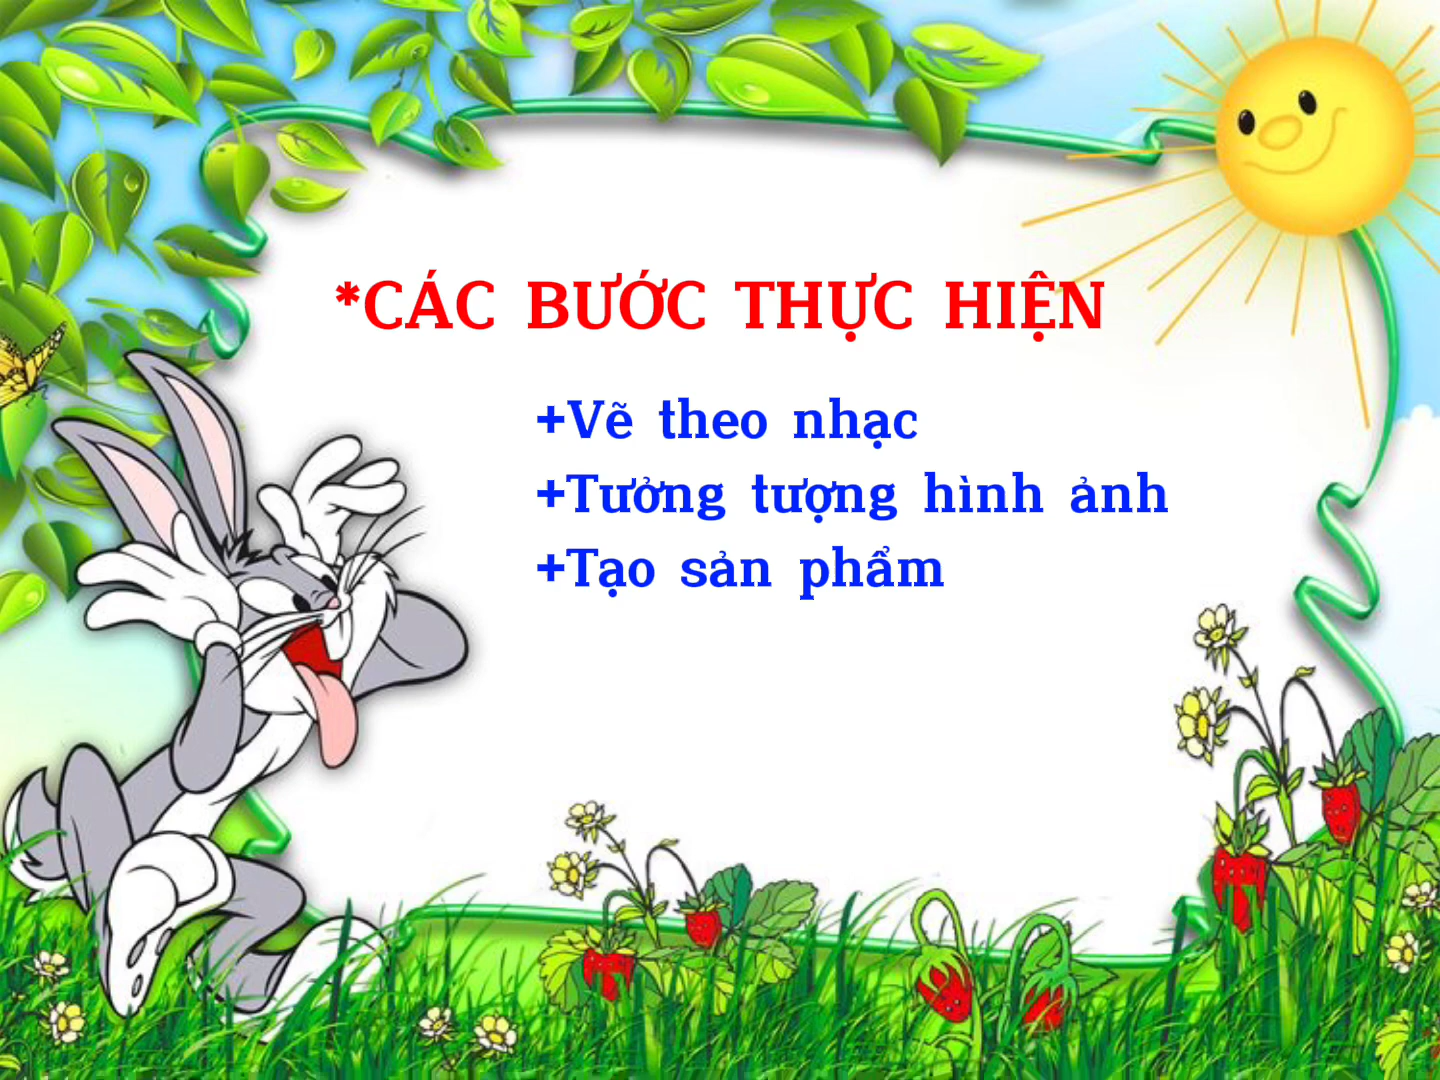 *CÁC BƯỚC THỰC HIỆN
+Vẽ theo nhạc
+Tưởng tượng hình ảnh
+Tạo sản phẩm